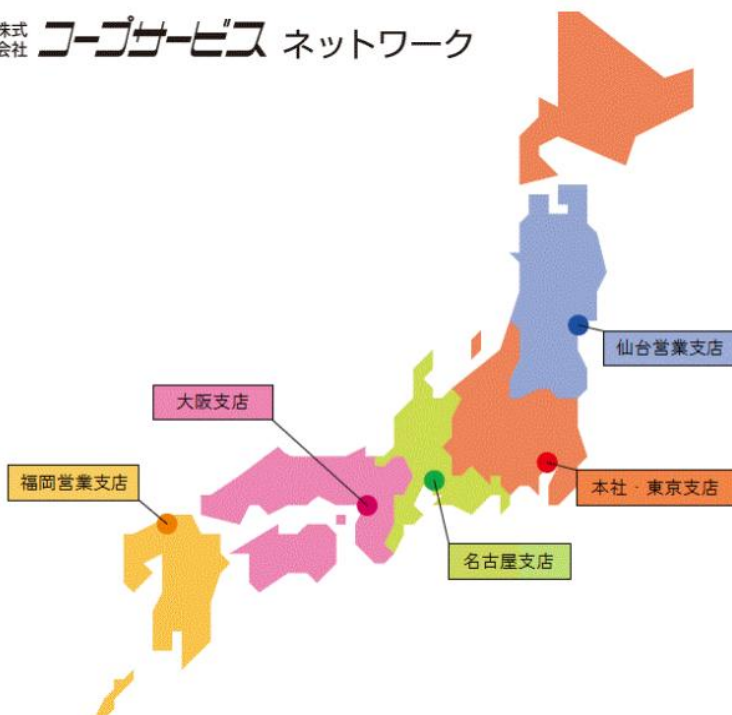 株式会社 コープサービス ネットワーク
仙台営業支店
大阪支店
福岡営業支店
本社・東京支店
名古屋支店